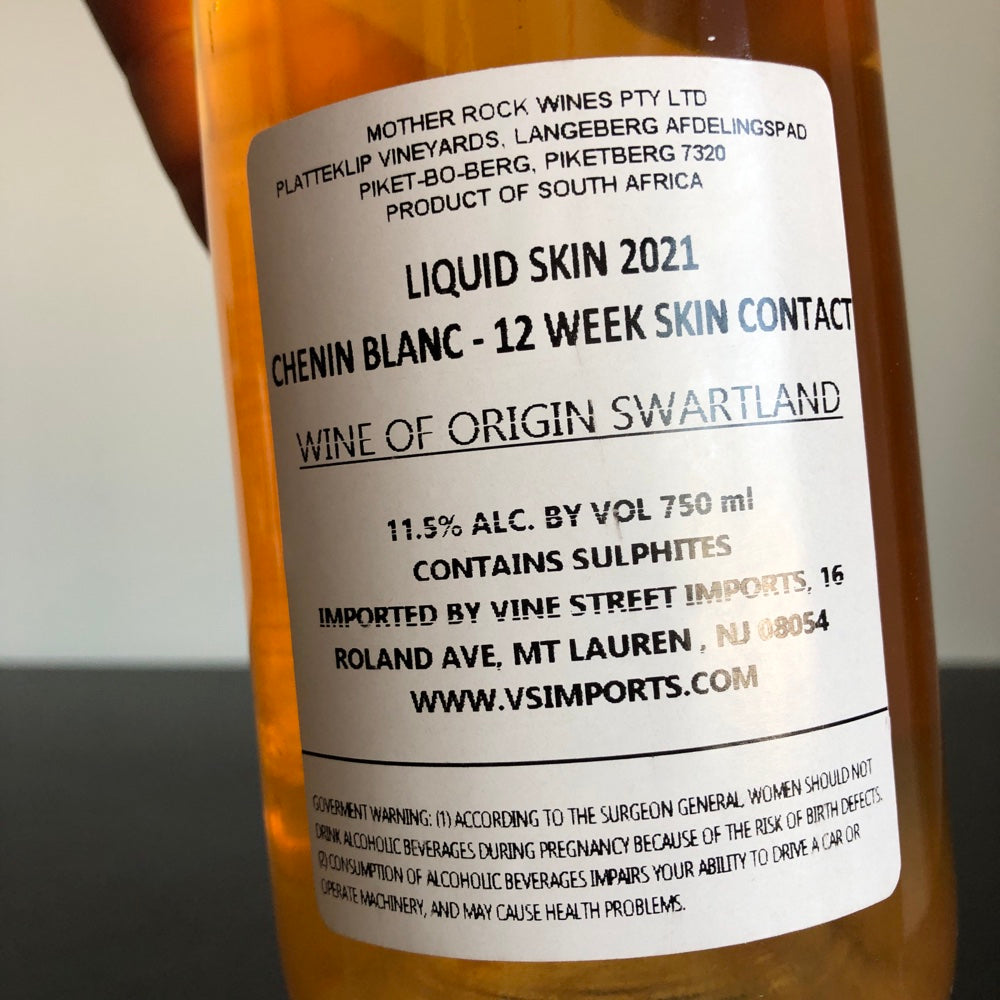 MOTHER ROCK WINES PTY LTD
PLATTEKLIP VINEYARDS, LANGEBERG AFDELINGSPAD
PIKET-BO-BERG, PIKETBERG 7320
PRODUCT OF SOUTH AFRICA
LIQUID SKIN 2021
CHENIN BLANC - 12 WEEK SKIN CONTACT
WINE OF ORIGIN SWARTLAND
11.5% ALC. BY VOL 750 ml
CONTAINS SULPHITES
IMPORTED BY VINE STREET IMPORTS, 16
ROLAND AVE, MT LAUREN , NJ 08054
WWW.VSIMPORTS.COM
GOVERMENT WARNING: (1) ACCORDING TO THE SURGEON GENERAL, WOMEN SHOULD NOT
DRINK ALCOHOLIC BEVERAGES DURING PREGNANCY BECAUSE OF THE RISK OF BIRTH DEFECTS.
(2) CONSUMPTION OF ALCOHOLIC BEVERAGES IMPAIRS YOUR ABILITY TO DRIVE A CAR OR
OPERATE MACHINERY, AND MAY CAUSE HEALTH PROBLEMS.